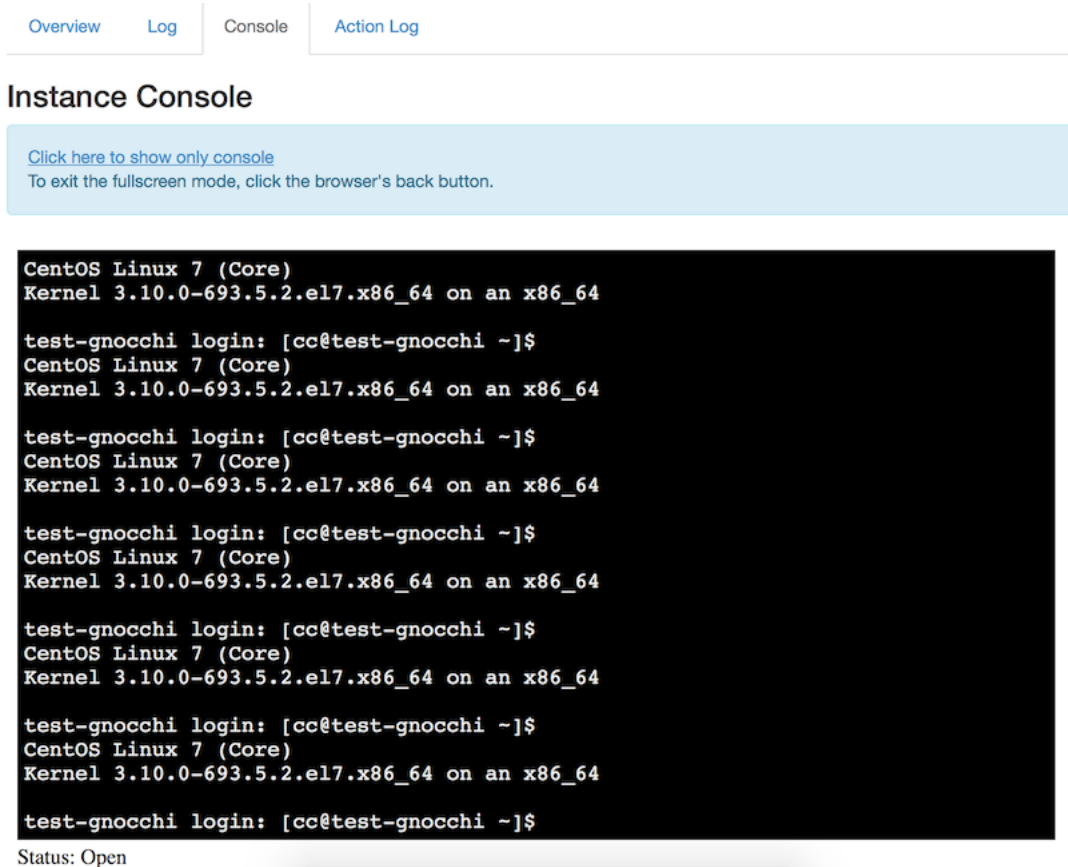 Overview Log Console Action Log
Instance Console
Click here to show only console
To exit the fullscreen mode, click the browser's back button.
CentOS Linux 7 (Core)
Kernel 3.10.0-693.5.2.el7.x86_64 on an x86_64
test-gnocchi login: [cc@test-gnocchi ~]$
CentOS Linux 7 (Core)
Kernel 3.10.0-693.5.2.el7.x86_64 on an x86_64
test-gnocchi login: [cc@test-gnocchi ~]$
CentOS Linux 7 (Core)
Kernel 3.10.0-693.5.2.el7.x86_64 on an x86_64
test-gnocchi login: [cc@test-gnocchi ~]$
CentOS Linux 7 (Core)
Kernel 3.10.0-693.5.2.el7.x86_64 on an x86_64
test-gnocchi login: [cc@test-gnocchi ~]$
CentOS Linux 7 (Core)
Kernel 3.10.0-693.5.2.el7.x86_64 on an x86_64
test-gnocchi login: [cc@test-gnocchi ~]$
CentOS Linux 7 (Core)
Kernel 3.10.0-693.5.2.el7.x86_64 on an x86_64
test-gnocchi login: [cc@test-gnocchi ~]$
Status: Open